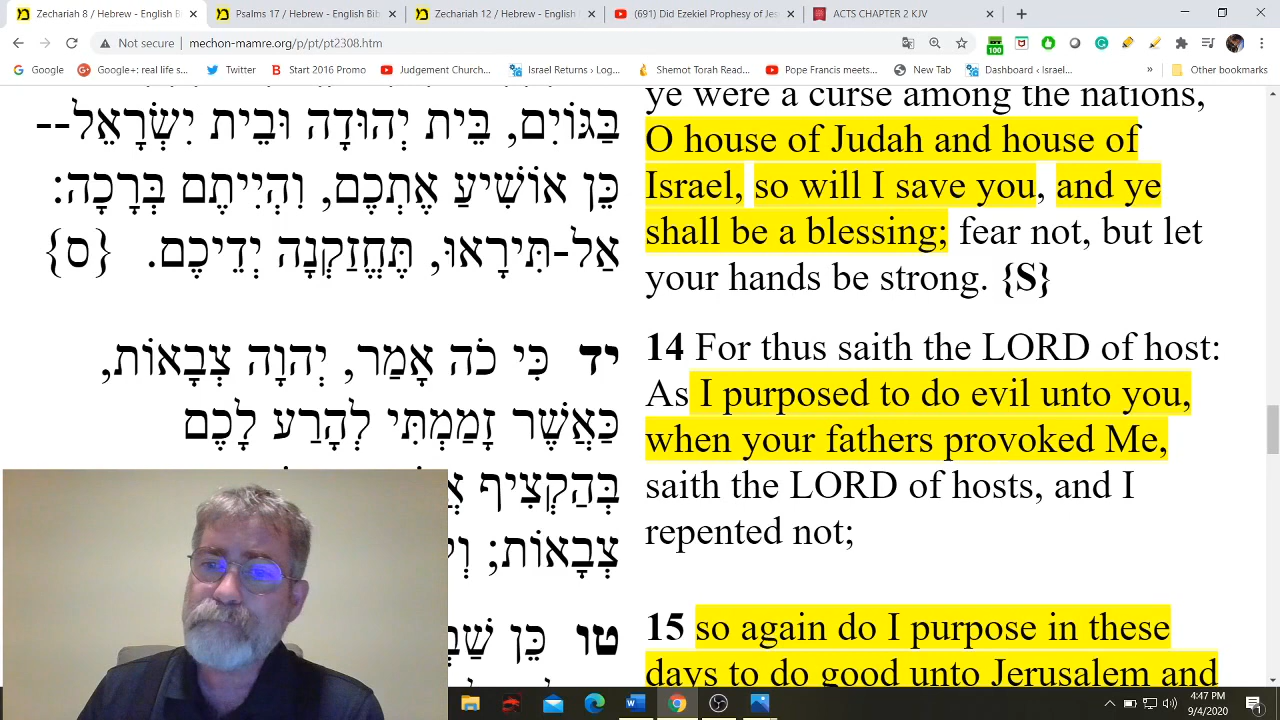 Zechariah 8 / Hebrew - English B
Psalms 17 / Hebrew - English Bib
Zechariah 12 / Hebrew - English
(691) Did Ezekiel Prophesy of Jes
ACTS CHAPTER 2 KJV
Not secure | mechon-mamre.org/p/pt/pt2308.htm
100
Google
Google+: real life s...
Twitter
Start 2016 Promo
Judgement Church...
Israel Returns › Log...
Shemot Torah Read...
Pope Francis meets...
New Tab
Dashboard ‹ Israel...
»
Other bookmarks
בַּגּוֹיִם, בֵּית יְהוּדָה וּבֵית יִשְׂרָאֵל--
כֵּן אוֹשִׁיעַ אֶתְכֶם, וִהְיִיתֶם בְּרָכָה:
אַל-תִּירָאוּ, תֶּחֱזַקְנָה יְדֵיכֶם. {ס}
ye were a curse among the nations,
O house of Judah and house of
Israel, so will I save you, and ye
shall be a blessing; fear not, but let
your hands be strong. {S}
יד כִּי כֹה אָמַר, יְהוָה צְבָאוֹת,
כַּאֲשֶׁר זָמַמְתִּי לְהָרַע לָכֶם
בְּהַקְצִיף
צְבָאוֹת;
14 For thus saith the LORD of host:
As I purposed to do evil unto you,
when your fathers provoked Me,
saith the LORD of hosts, and I
repented not;
טו כֵּן
15 so again do I purpose in these
days to do good unto Jerusalem and
4:47 PM
9/4/2020